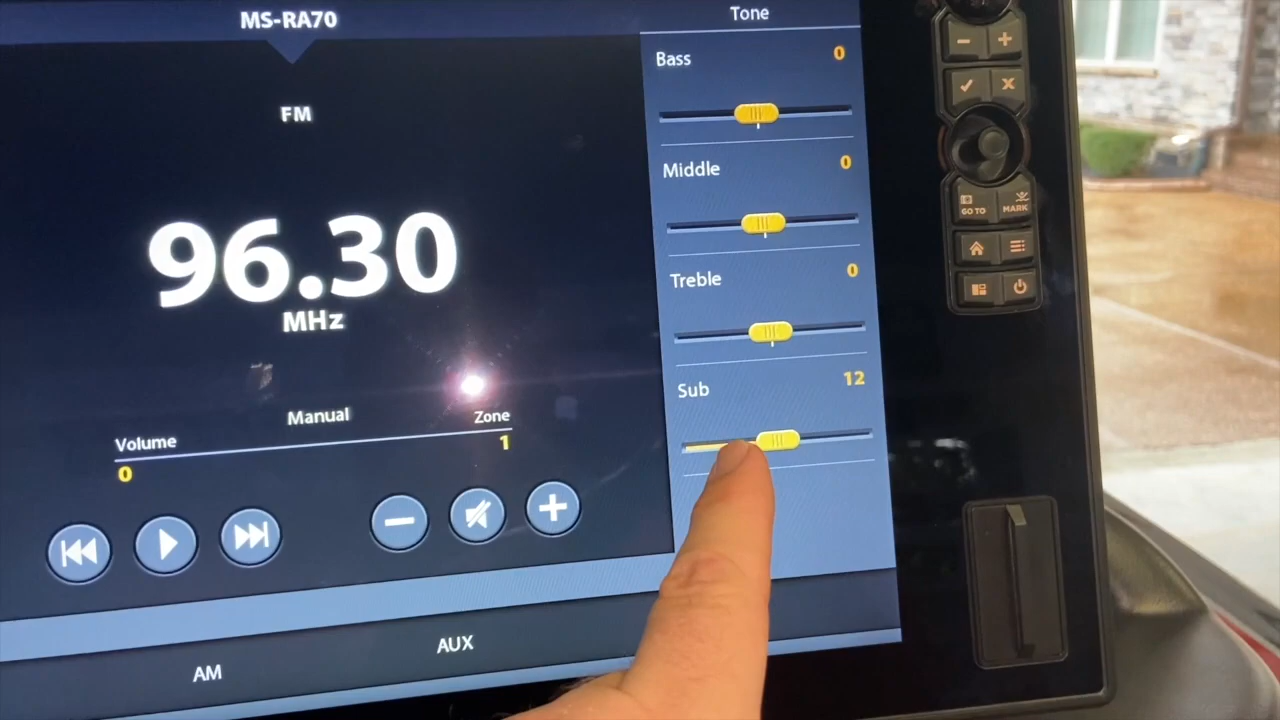 MS-RA70
FM
96.30
MHz
Manual
Volume
0
Zone
1
AM
AUX
Tone
Bass 0
Middle 0
Treble 0
Sub 12
GO TO
MARK